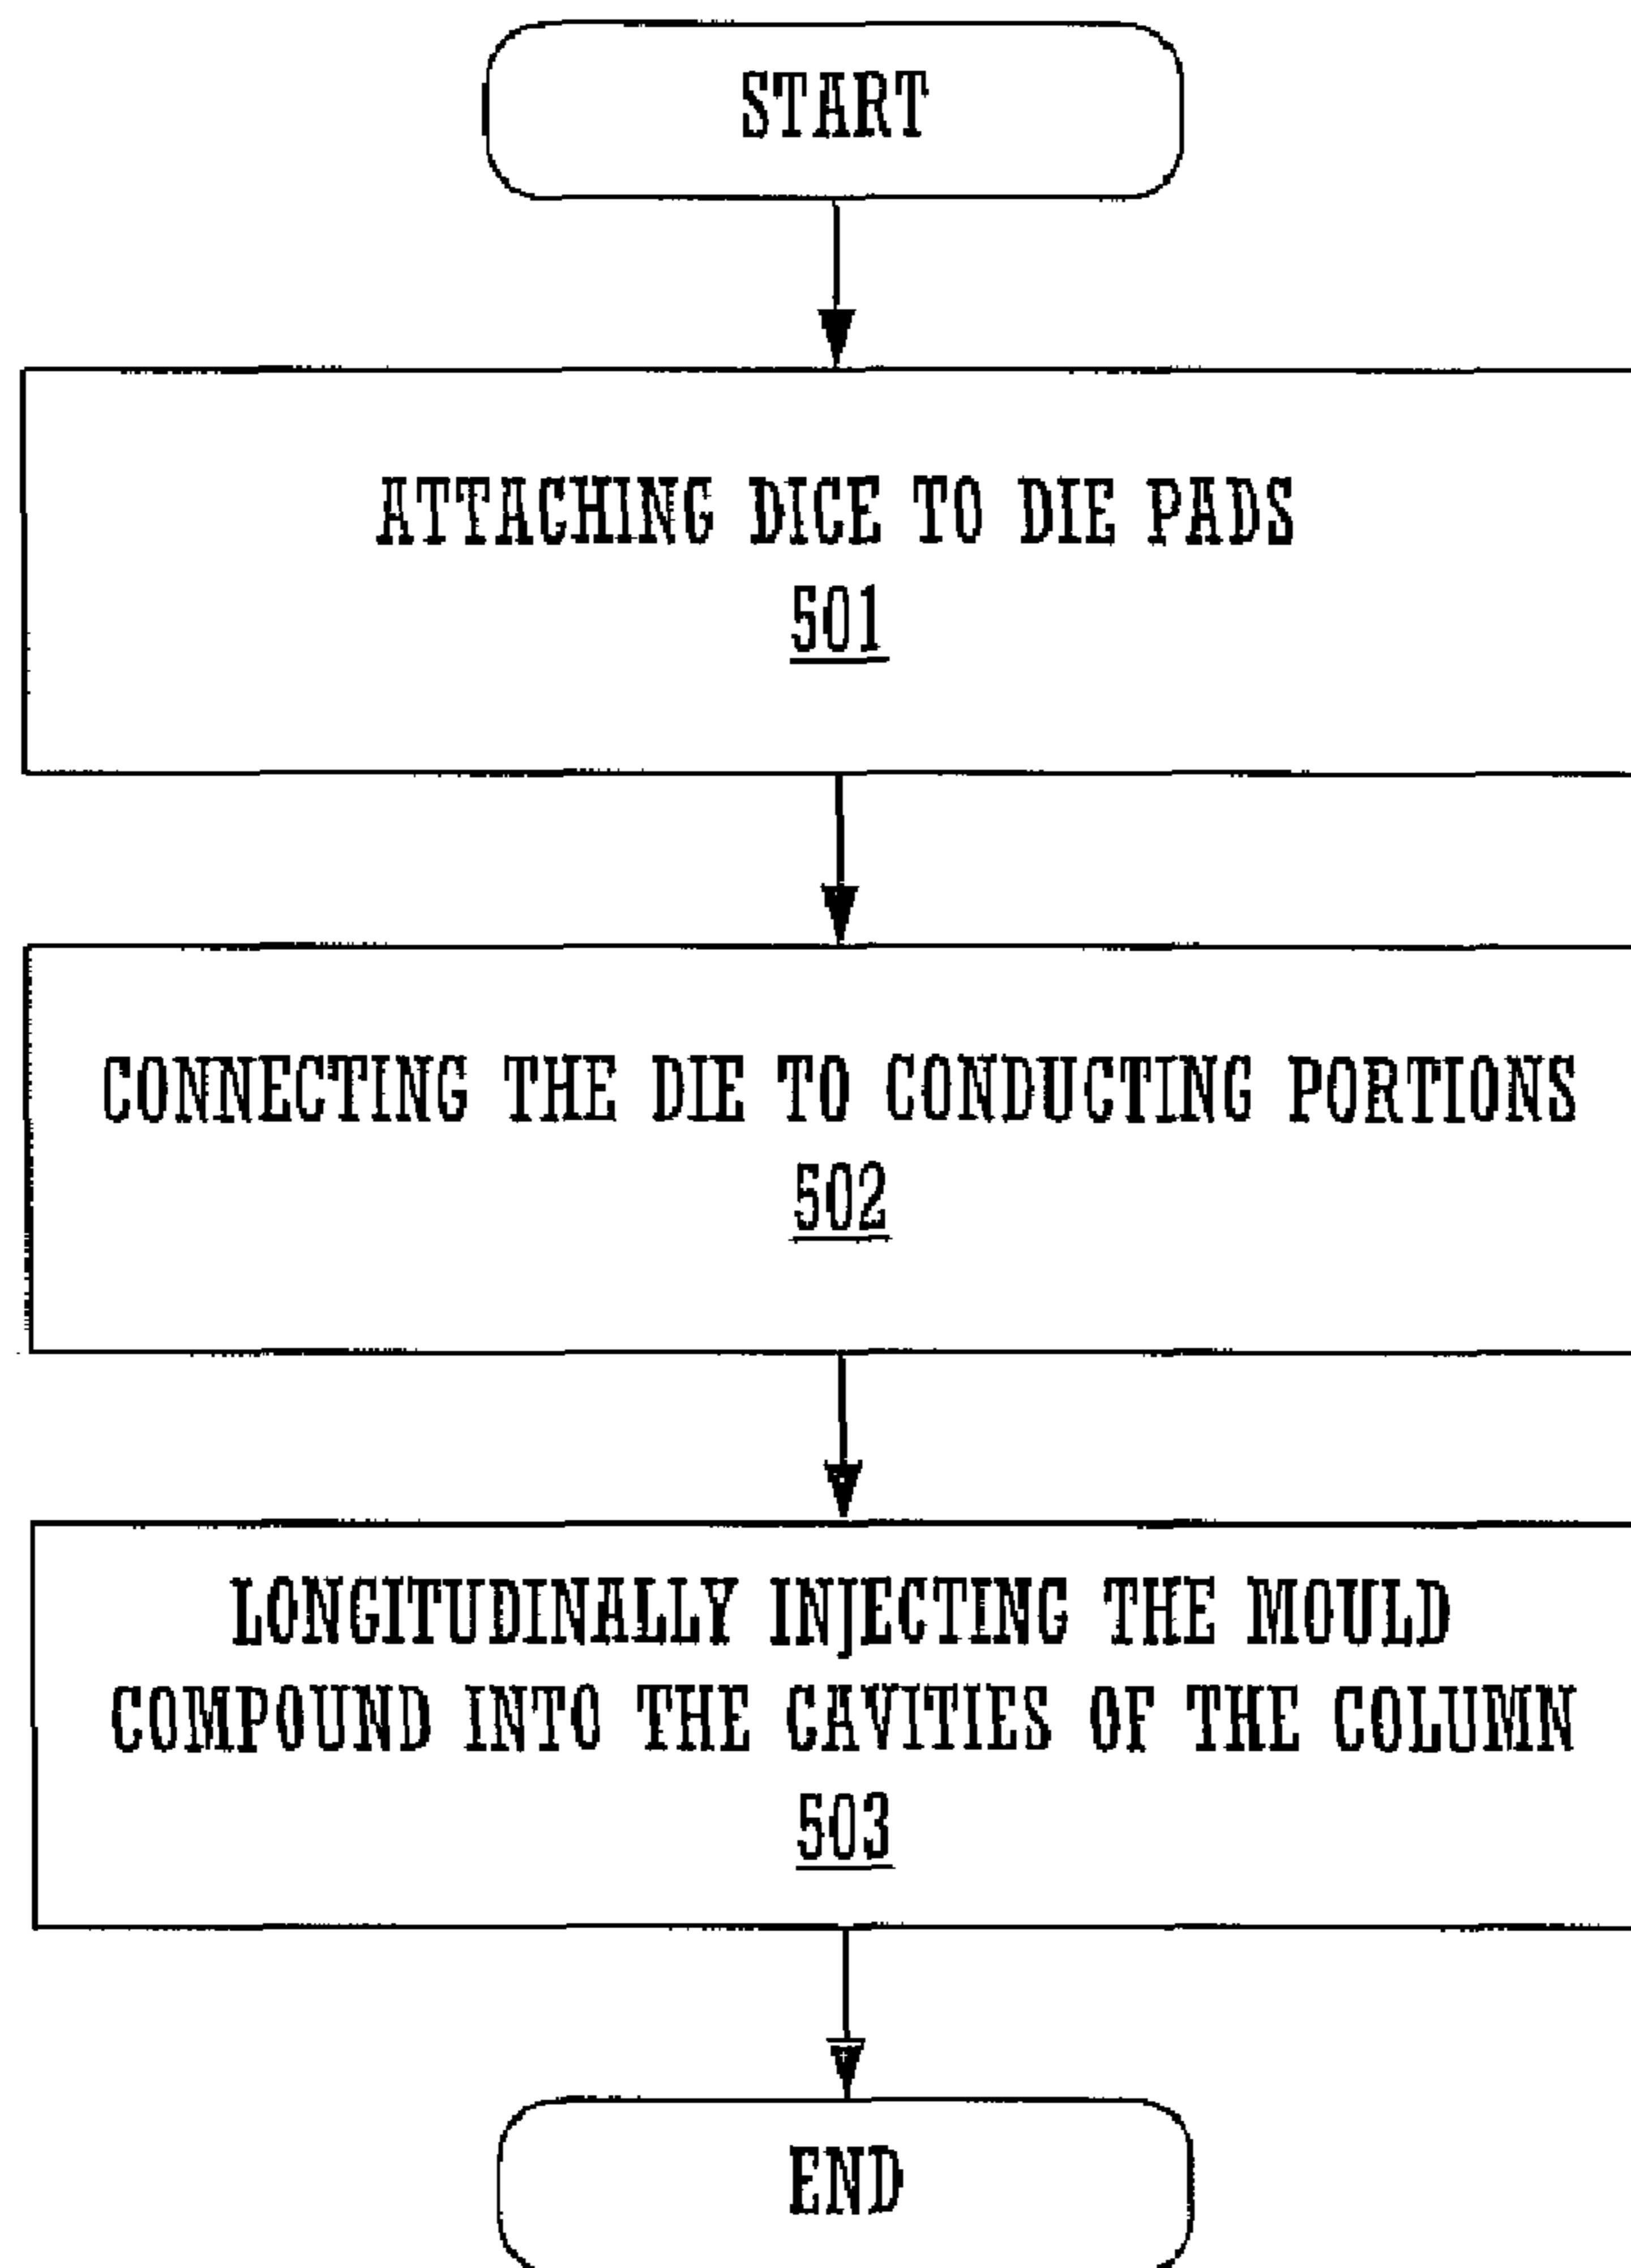 START
ATTACHING DICE TO DIE PADS
501
CONNECTING THE DIE TO CONDUCTING PORTIONS
502
LONGITUDINALLY INJECTING THE MOULD
COMPOUND INTO THE CAVITIES OF THE COLUMN
503
END